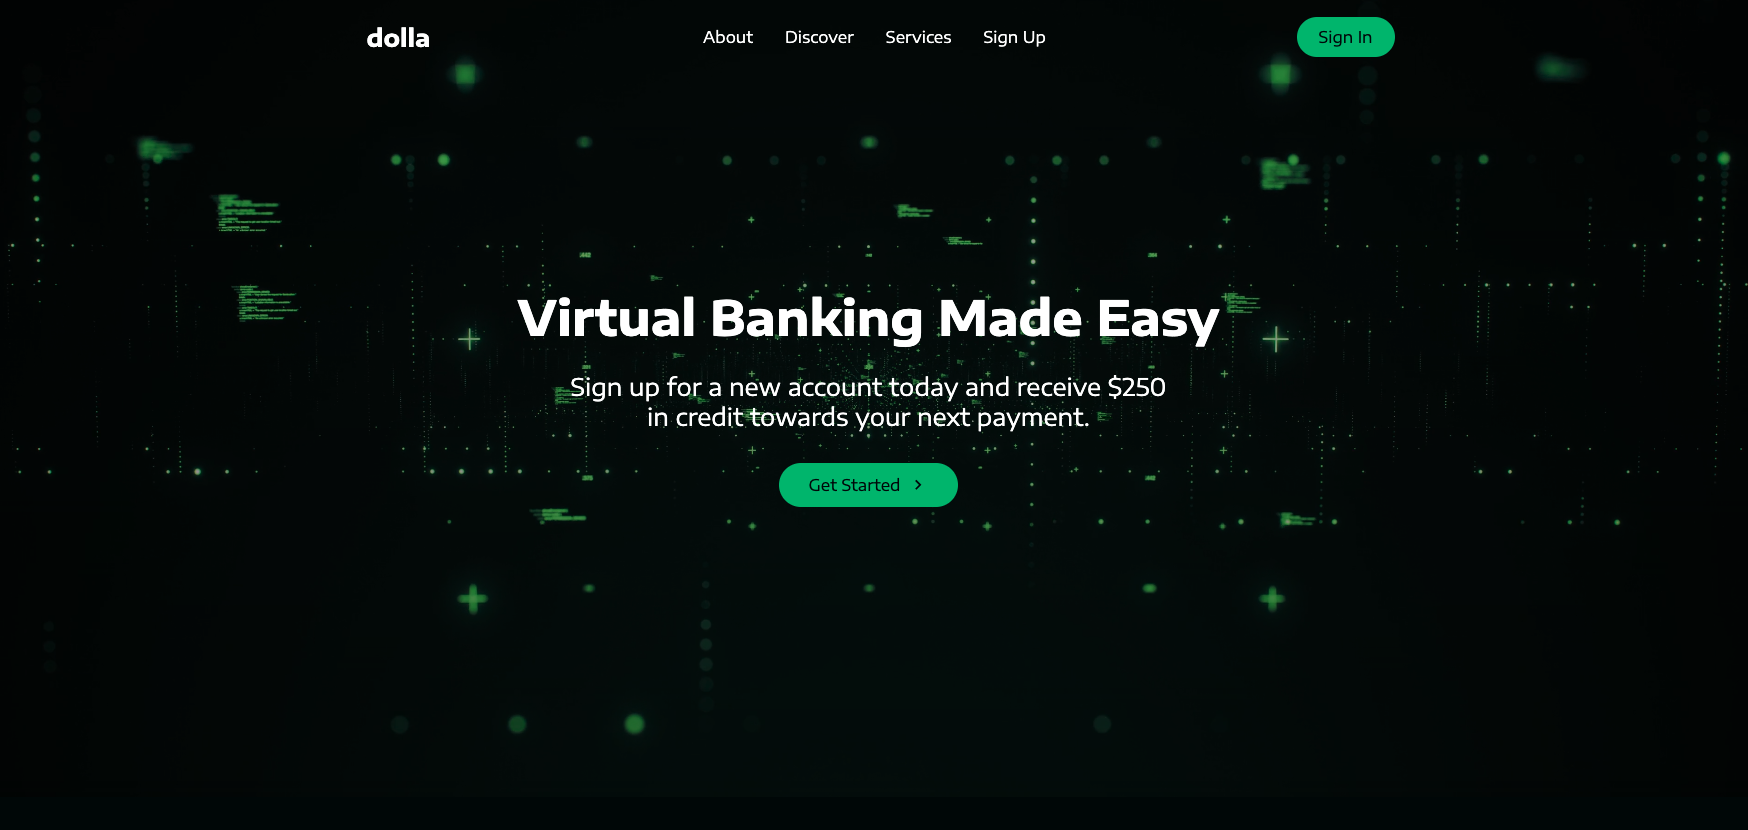 dolla
About
Discover
Services
Sign Up
Sign In
Virtual Banking Made Easy
Sign up for a new account today and receive $250
in credit towards your next payment.
Get Started